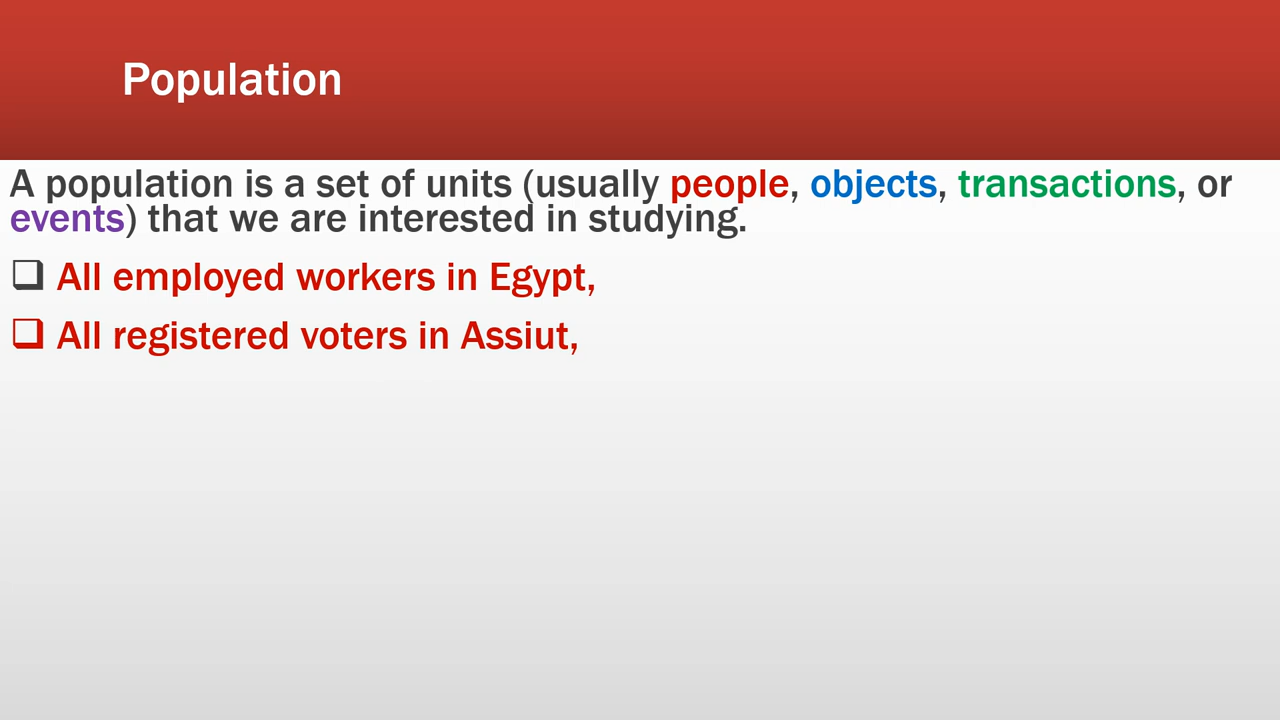 Population
A population is a set of units (usually people, objects, transactions, or
events) that we are interested in studying.
❑ All employed workers in Egypt,
❑ All registered voters in Assiut,